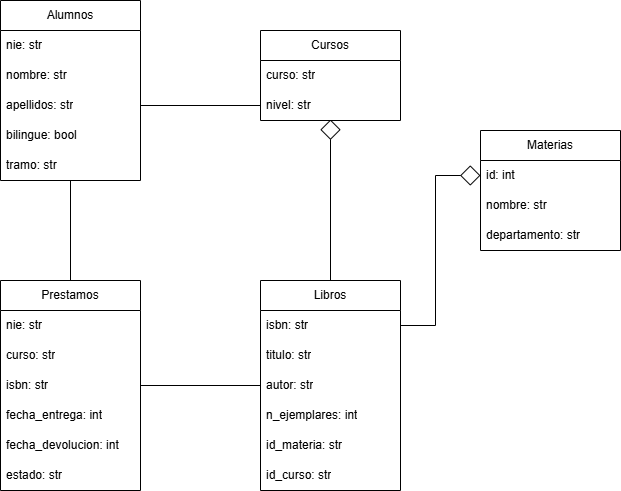 Alumnos
nie: str
nombre: str
apellidos: str
bilingue: bool
tramo: str
Cursos
curso: str
nivel: str
Materias
id: int
nombre: str
departamento: str
Prestamos
nie: str
curso: str
isbn: str
fecha_entrega: int
fecha_devolucion: int
estado: str
Libros
isbn: str
titulo: str
autor: str
n_ejemplares: int
id_materia: str
id_curso: str